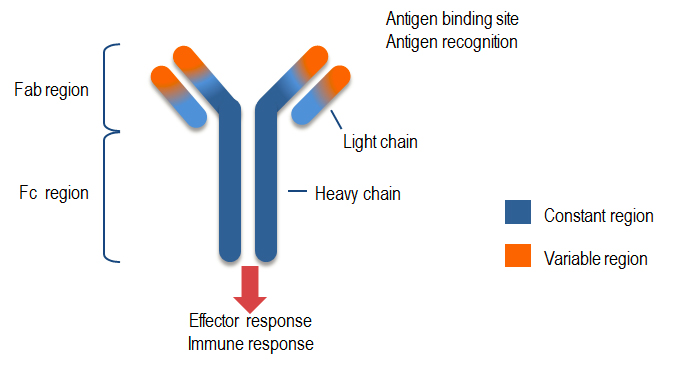 Antigen binding site
Antigen recognition
Fab region
Light chain
Fc region
Heavy chain
Constant region
Variable region
Effector response
Immune response